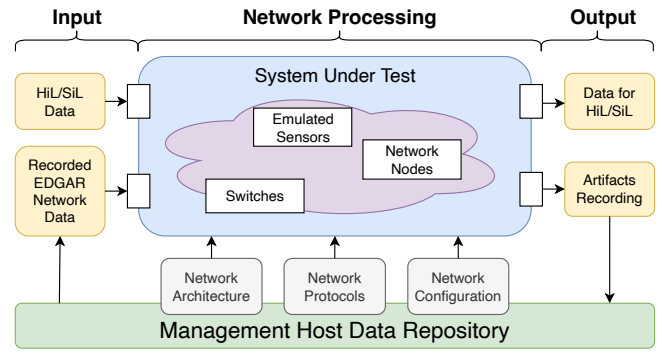 Input
Network Processing
Output
HiL/SiL
Data
Recorded
EDGAR
Network
Data
System Under Test
Emulated
Sensors
Network
Nodes
Switches
Data for
HiL/SiL
Artifacts
Recording
Network
Architecture
Network
Protocols
Network
Configuration
Management Host Data Repository